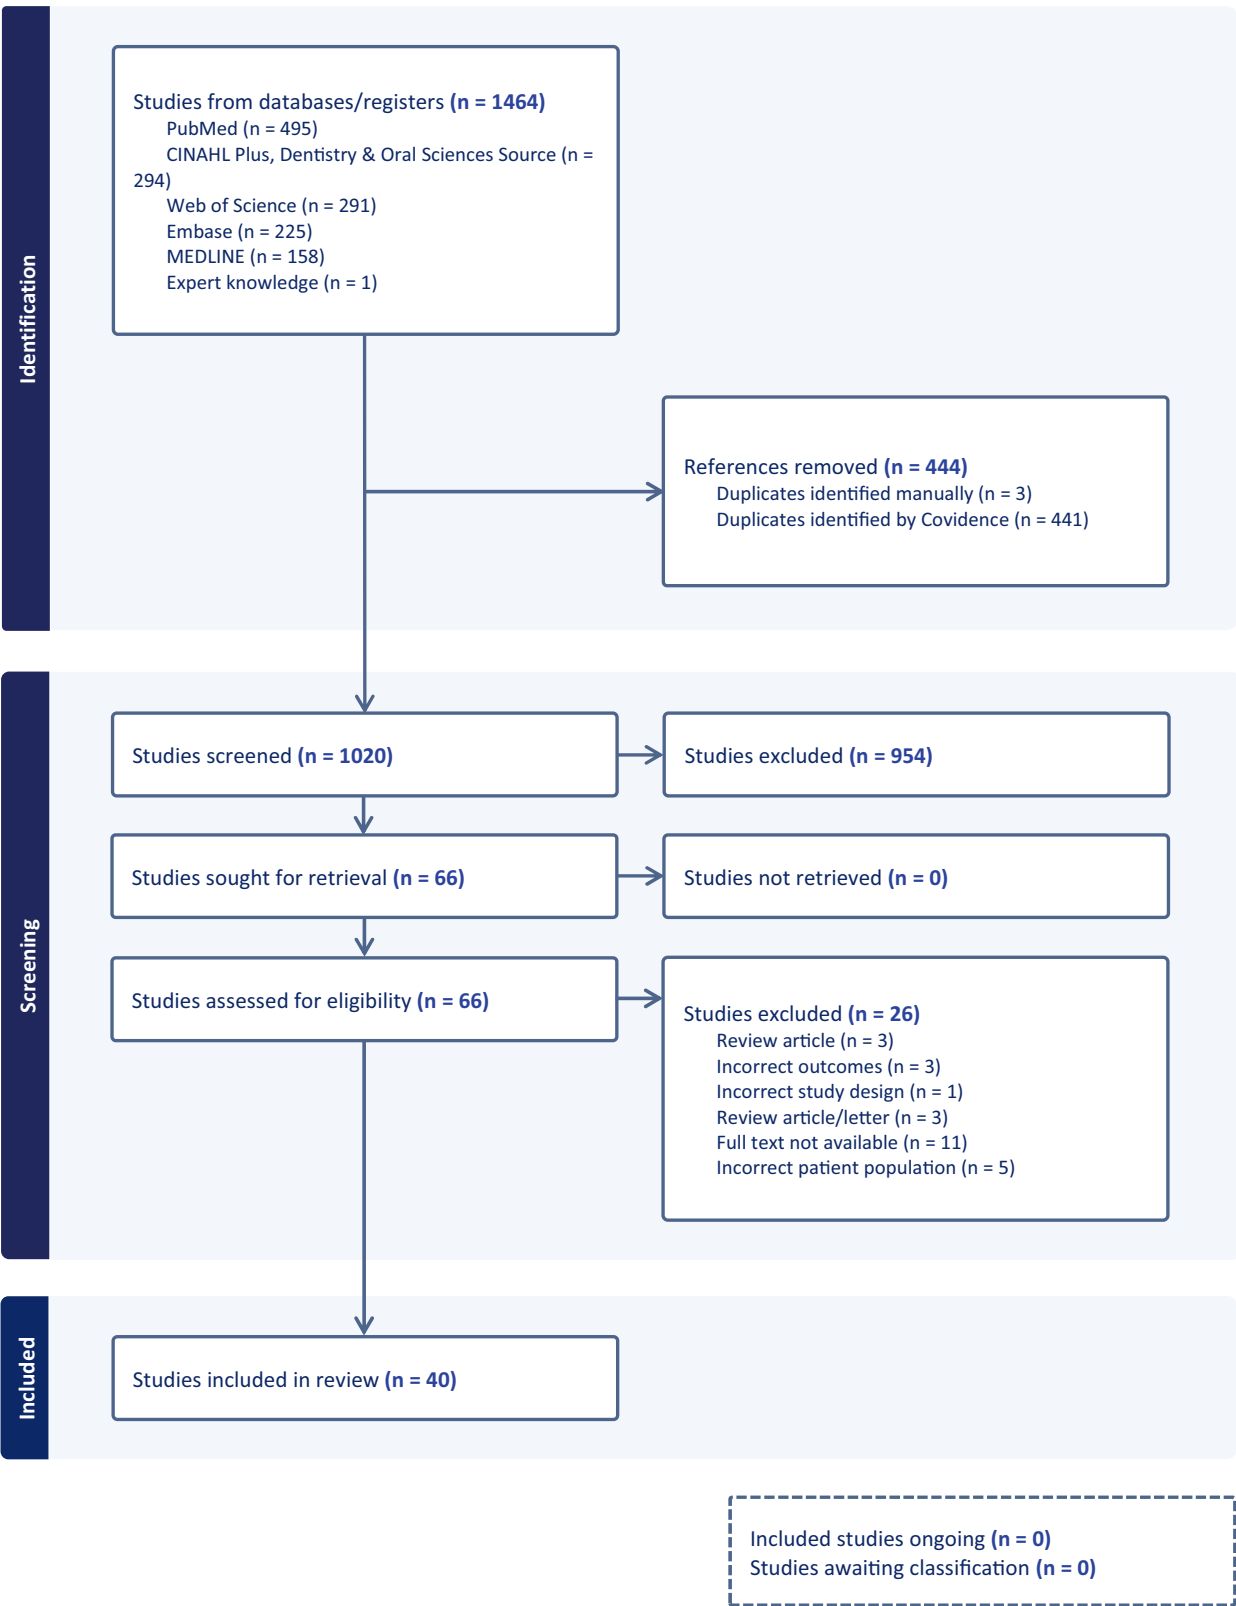 Identification
Studies from databases/registers (n = 1464)
PubMed (n = 495)
CINAHL Plus, Dentistry & Oral Sciences Source (n =
294)
Web of Science (n = 291)
Embase (n = 225)
MEDLINE (n = 158)
Expert knowledge (n = 1)
References removed (n = 444)
Duplicates identified manually (n = 3)
Duplicates identified by Covidence (n = 441)
Screening
Studies screened (n = 1020)
Studies excluded (n = 954)
Studies sought for retrieval (n = 66)
Studies not retrieved (n = 0)
Studies assessed for eligibility (n = 66)
Studies excluded (n = 26)
Review article (n = 3)
Incorrect outcomes (n = 3)
Incorrect study design (n = 1)
Review article/letter (n = 3)
Full text not available (n = 11)
Incorrect patient population (n = 5)
Included
Studies included in review (n = 40)
Included studies ongoing (n = 0)
Studies awaiting classification (n = 0)